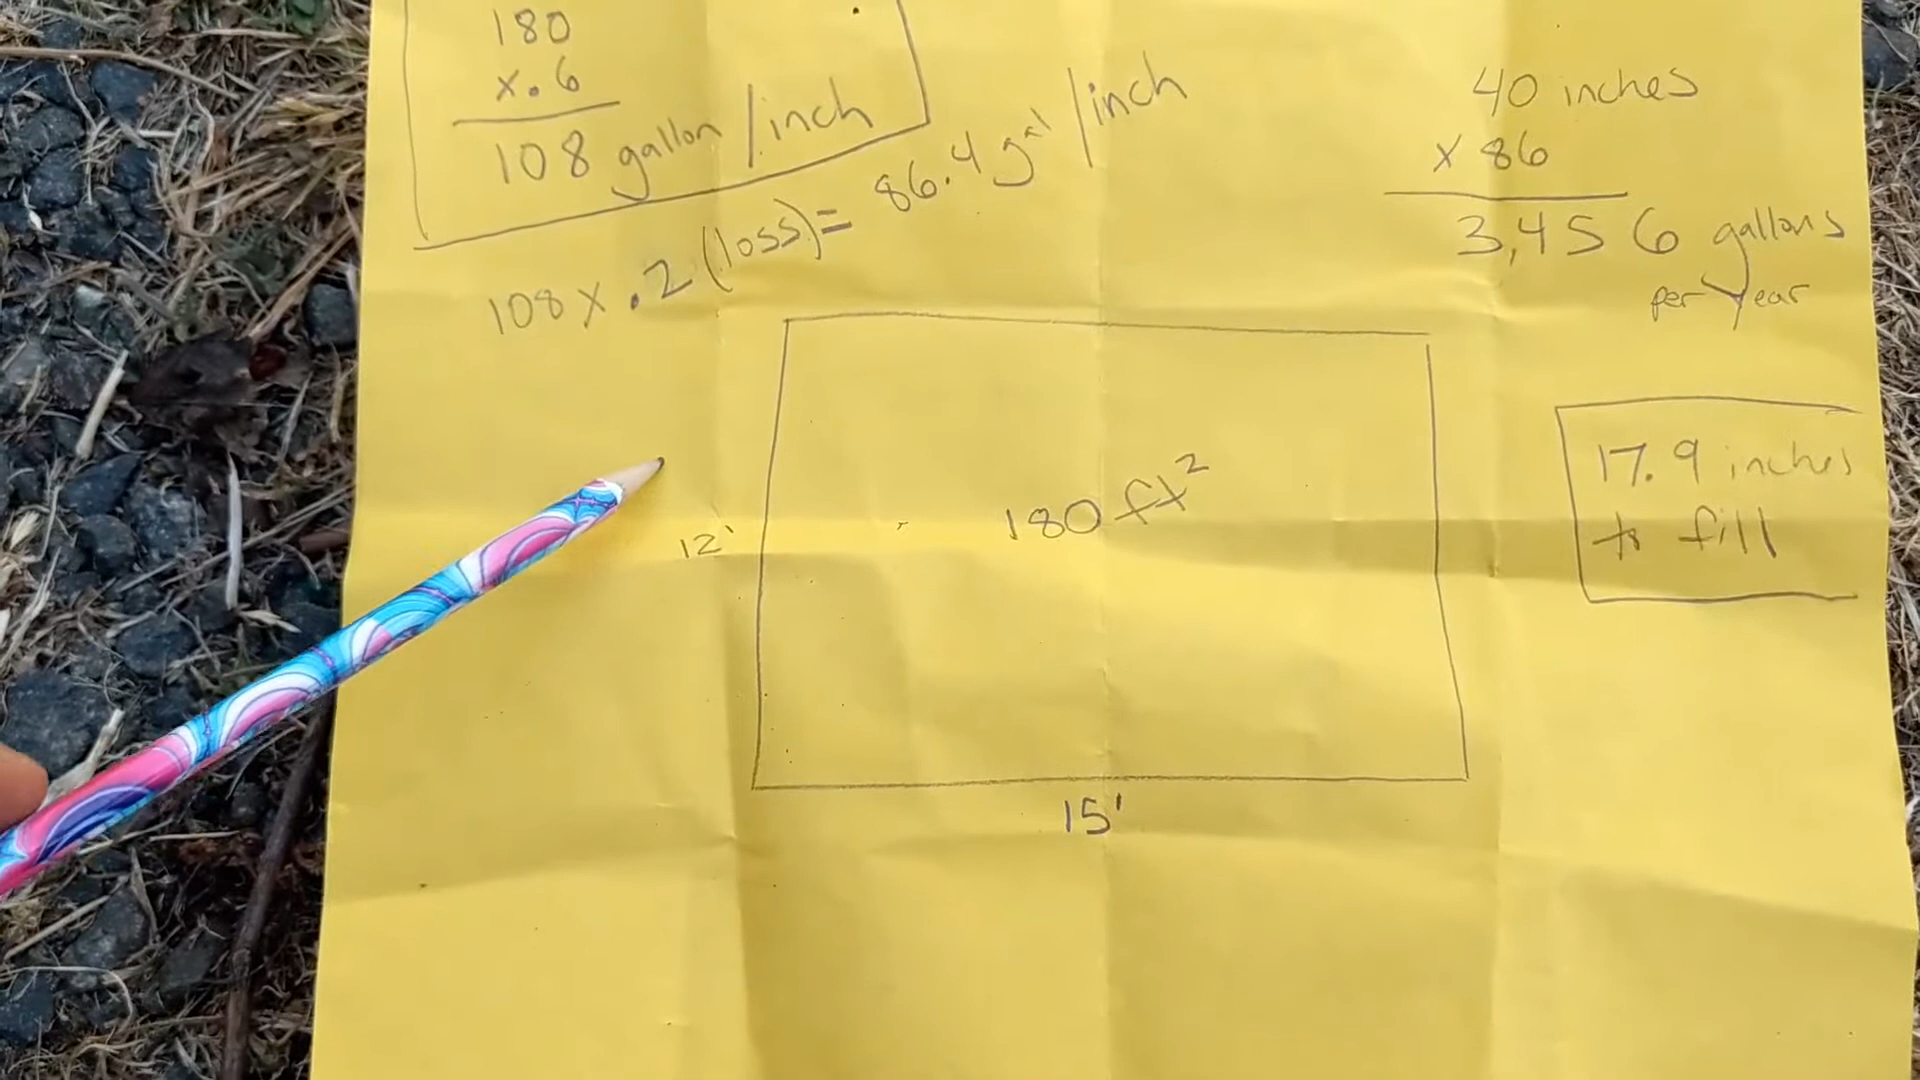 180
x.6
108 gallon/inch
108 x .2 (loss) = 86.4 gal/inch
40 inches
x 86
3,456 gallons
per year
12'
180 ft²
15'
17.9 inches
to fill